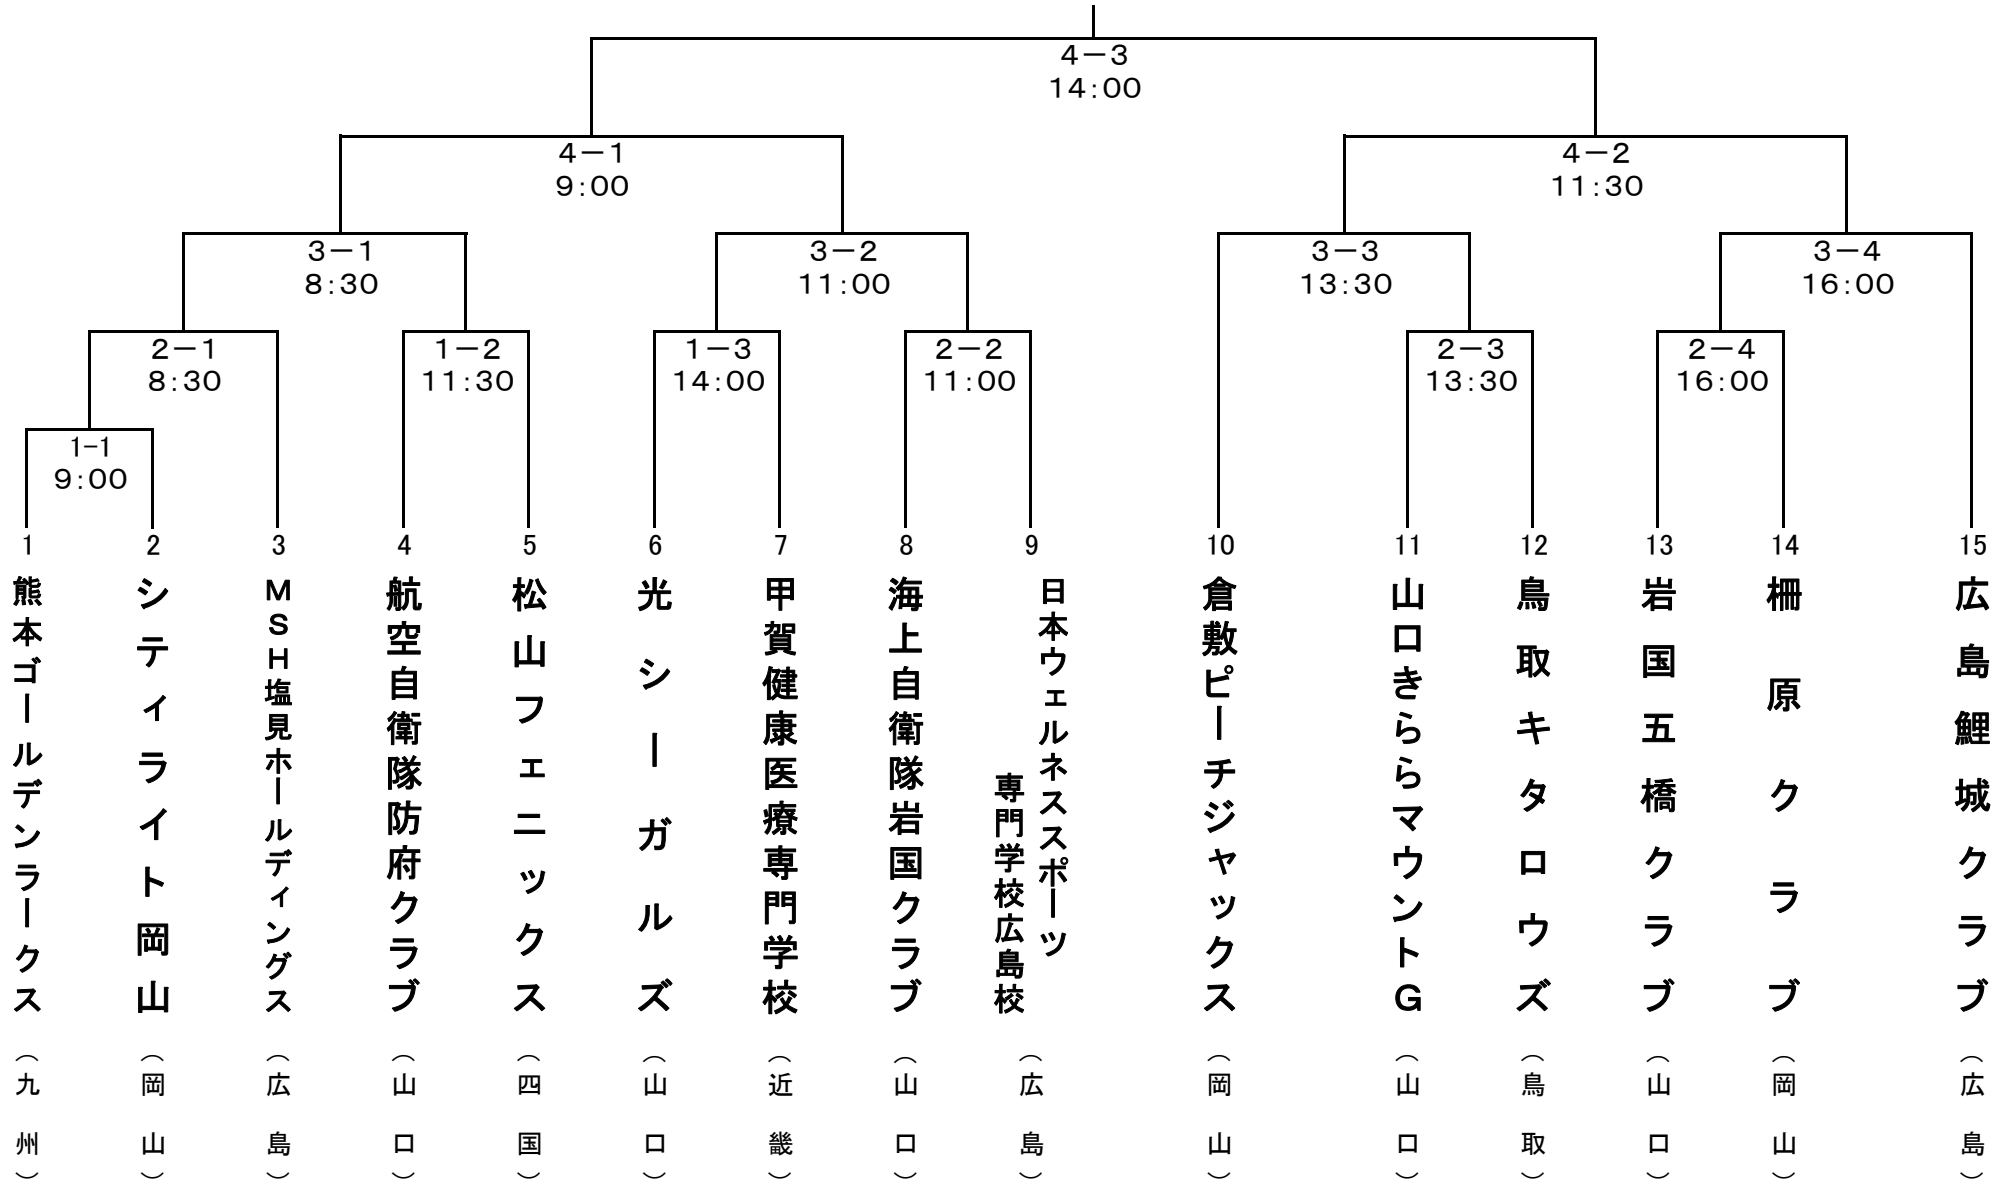 4－3
14:00
4－1
9:00
4－2
11:30
3－1
8:30
3－2
11:00
3－3
13:30
3－4
16:00
2－1
8:30
1－2
11:30
1－3
14:00
2－2
11:00
2－3
13:30
2－4
16:00
1-1
9:00
1
熊本ゴールデンラークス
（九州）
2
シティライト岡山
（岡山）
3
ＭＳＨ塩見ホールディングス
（広島）
4
航空自衛隊防府クラブ
（山口）
5
松山フェニックス
（四国）
6
光シーガルズ
（山口）
7
甲賀健康医療専門学校
（近畿）
8
海上自衛隊岩国クラブ
（山口）
9
日本ウェルネススポーツ
専門学校広島校
（広島）
10
倉敷ピーチジャックス
（岡山）
11
山口きららマウントＧ
（山口）
12
鳥取キタロウズ
（鳥取）
13
岩国五橋クラブ
（山口）
14
柵原クラブ
（岡山）
15
広島鯉城クラブ
（広島）